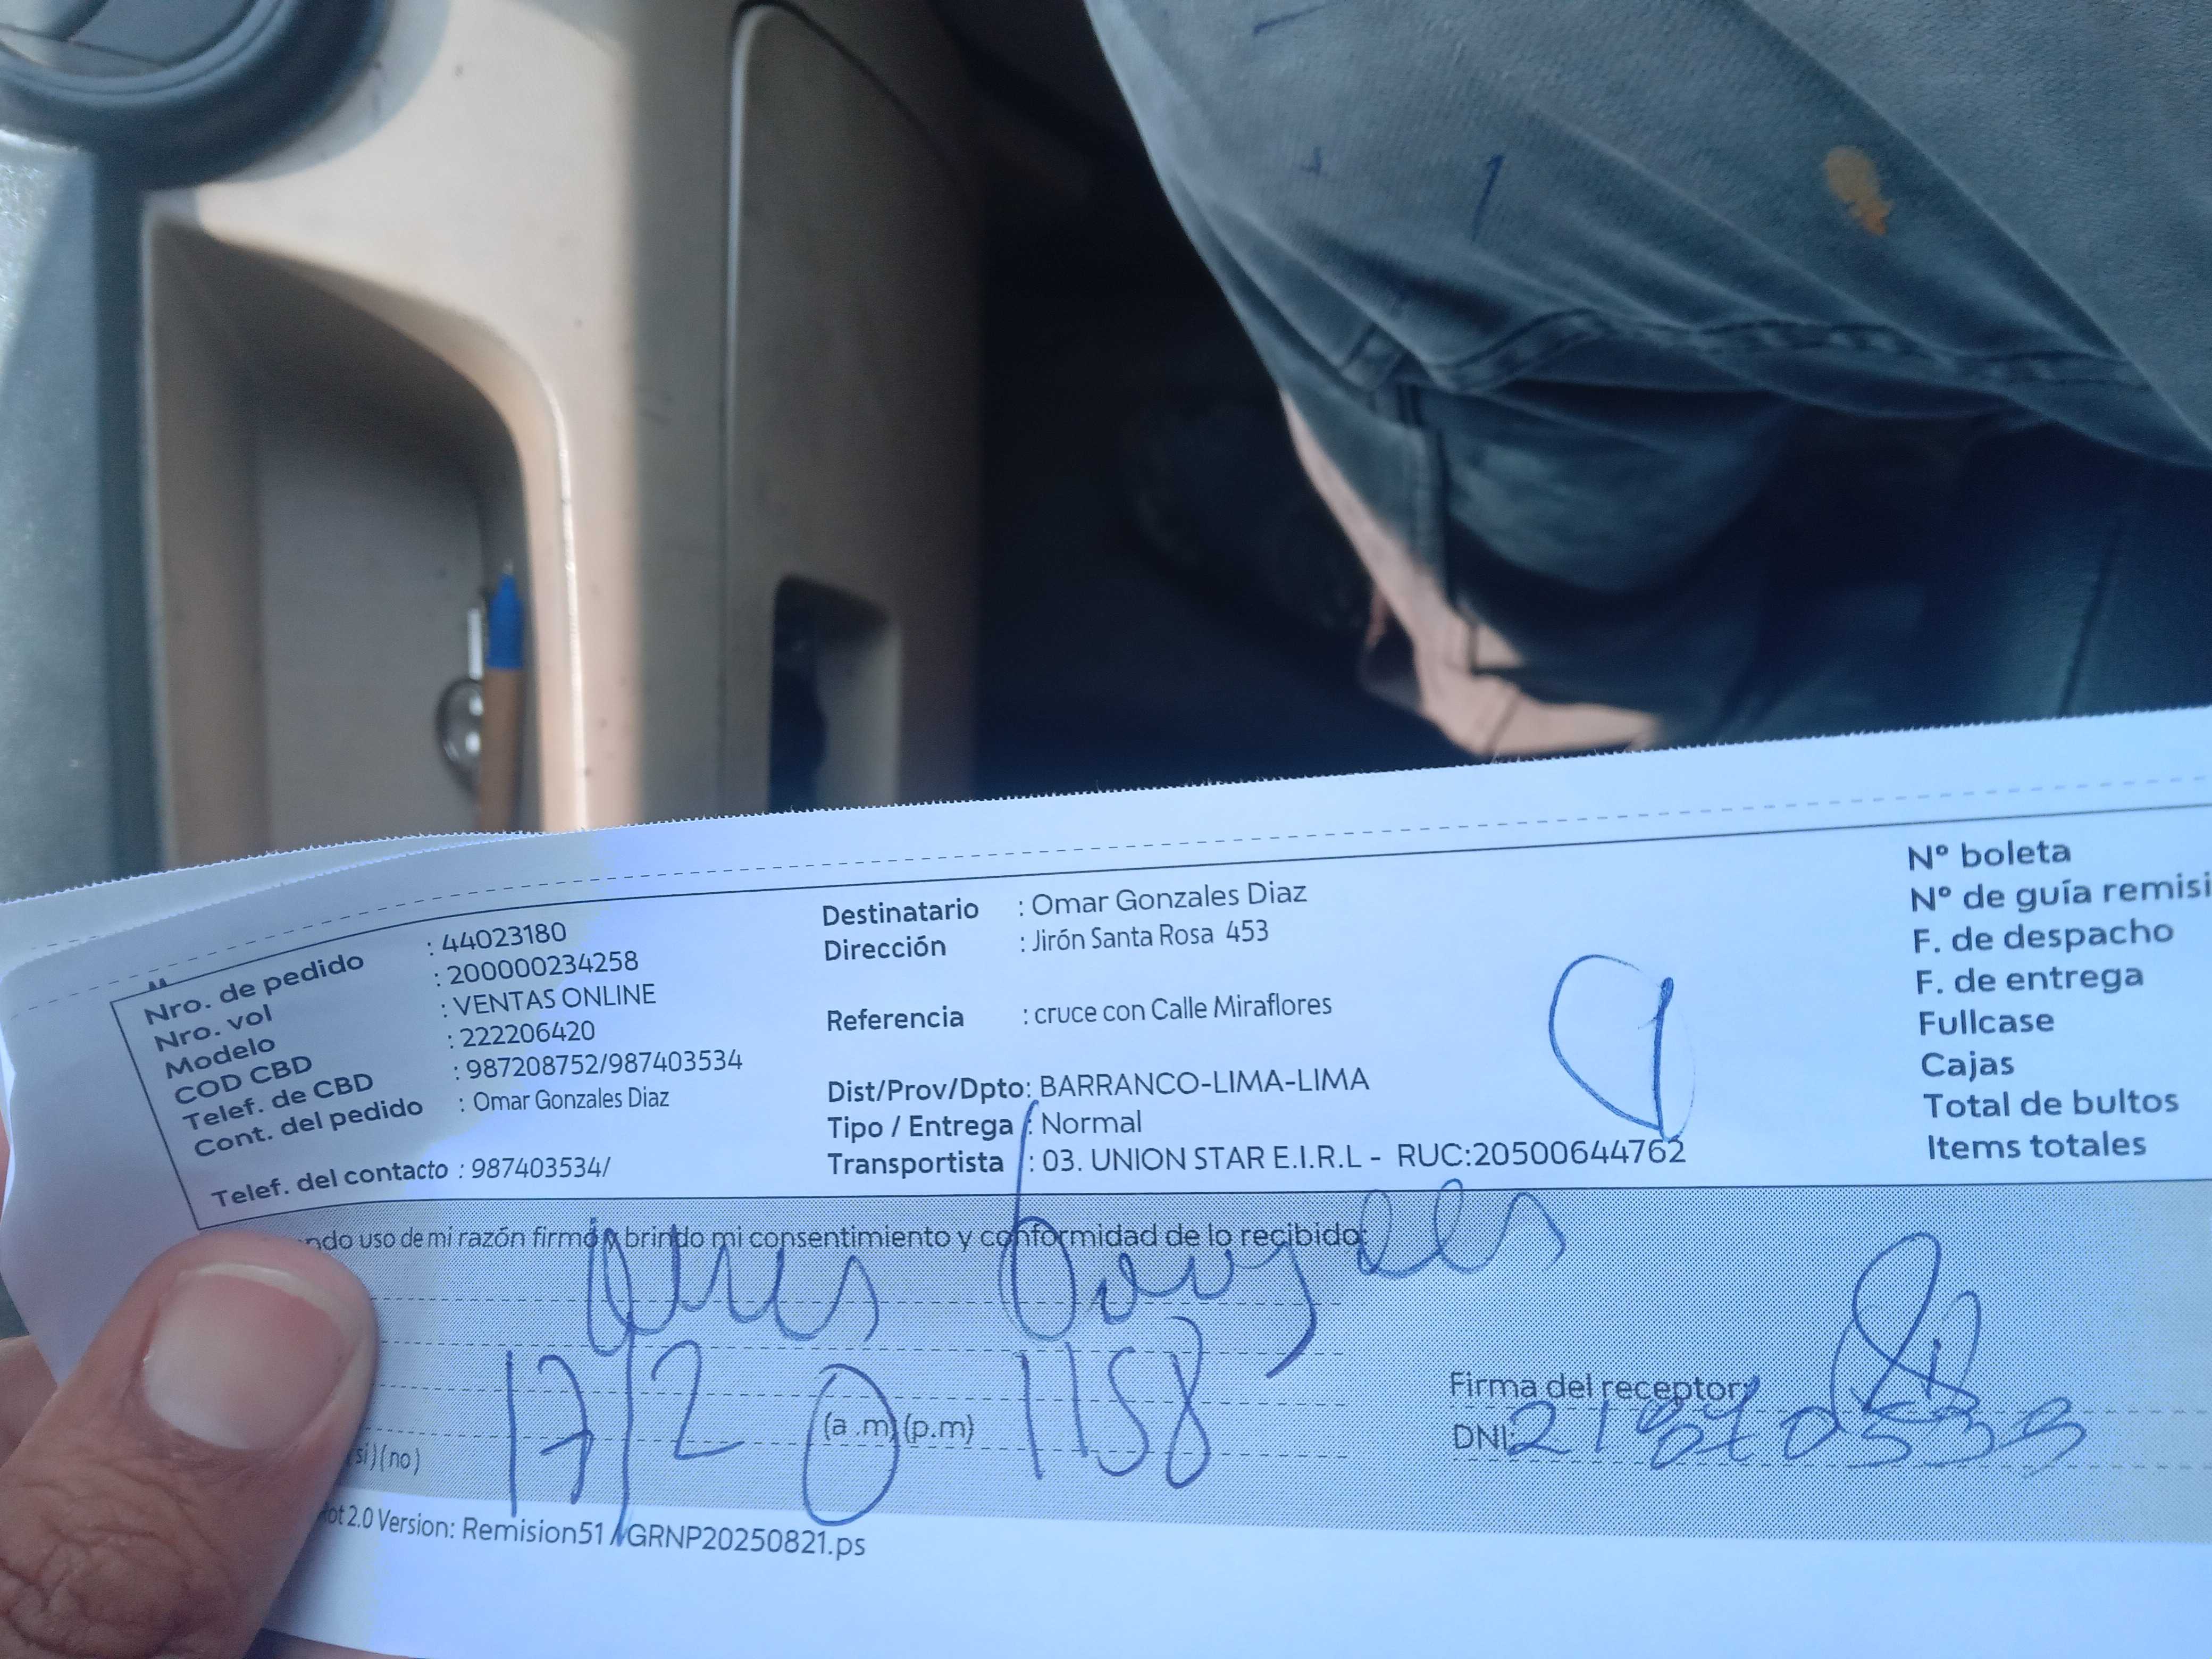 Nro. de pedido : 44023180
Nro. vol : 200000234258
Modelo : VENTAS ONLINE
COD CBD : 222206420
Telef. de CBD : 987208752/987403534
Cont. del pedido : Omar Gonzales Diaz
Telef. del contacto : 987403534/
Destinatario : Omar Gonzales Diaz
Dirección : Jirón Santa Rosa 453
Referencia : cruce con Calle Miraflores
Dist/Prov/Dpto: BARRANCO-LIMA-LIMA
Tipo / Entrega : Normal
Transportista : 03. UNION STAR E.I.R.L - RUC:20500644762
Nº boleta
Nº de guía remisi
F. de despacho
F. de entrega
Fullcase
Cajas
Total de bultos
Items totales
ndo uso de mi razón firmo y brindo mi consentimiento y conformidad de lo recibido:
17/2 (a.m)(p.m) 1158
(si)(no)
Firma del receptor:
DNI:
2.0 Version: Remision51 /GRNP20250821.ps